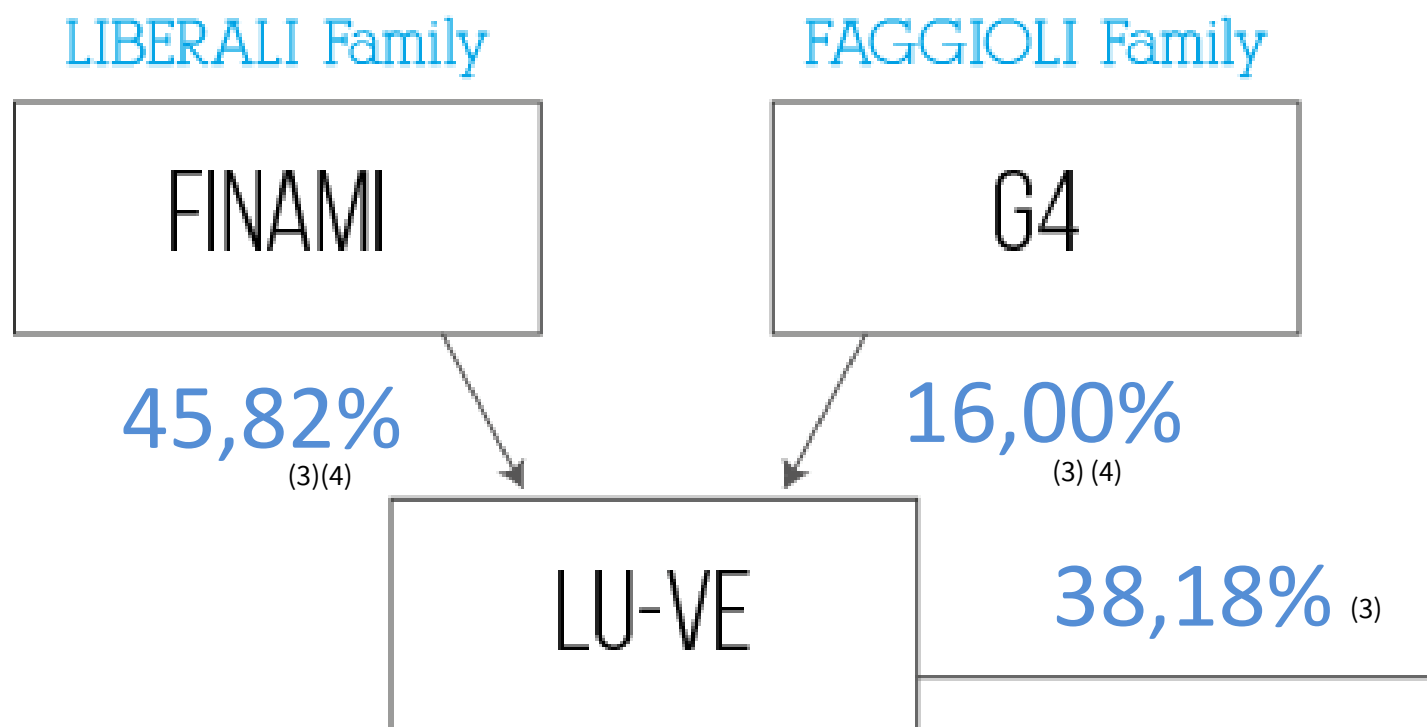 LIBERALI Family
FAGGIOLI Family
FINAMI
G4
45,82%
(3)(4)
16,00%
(3) (4)
LU-VE
38,18% (3)